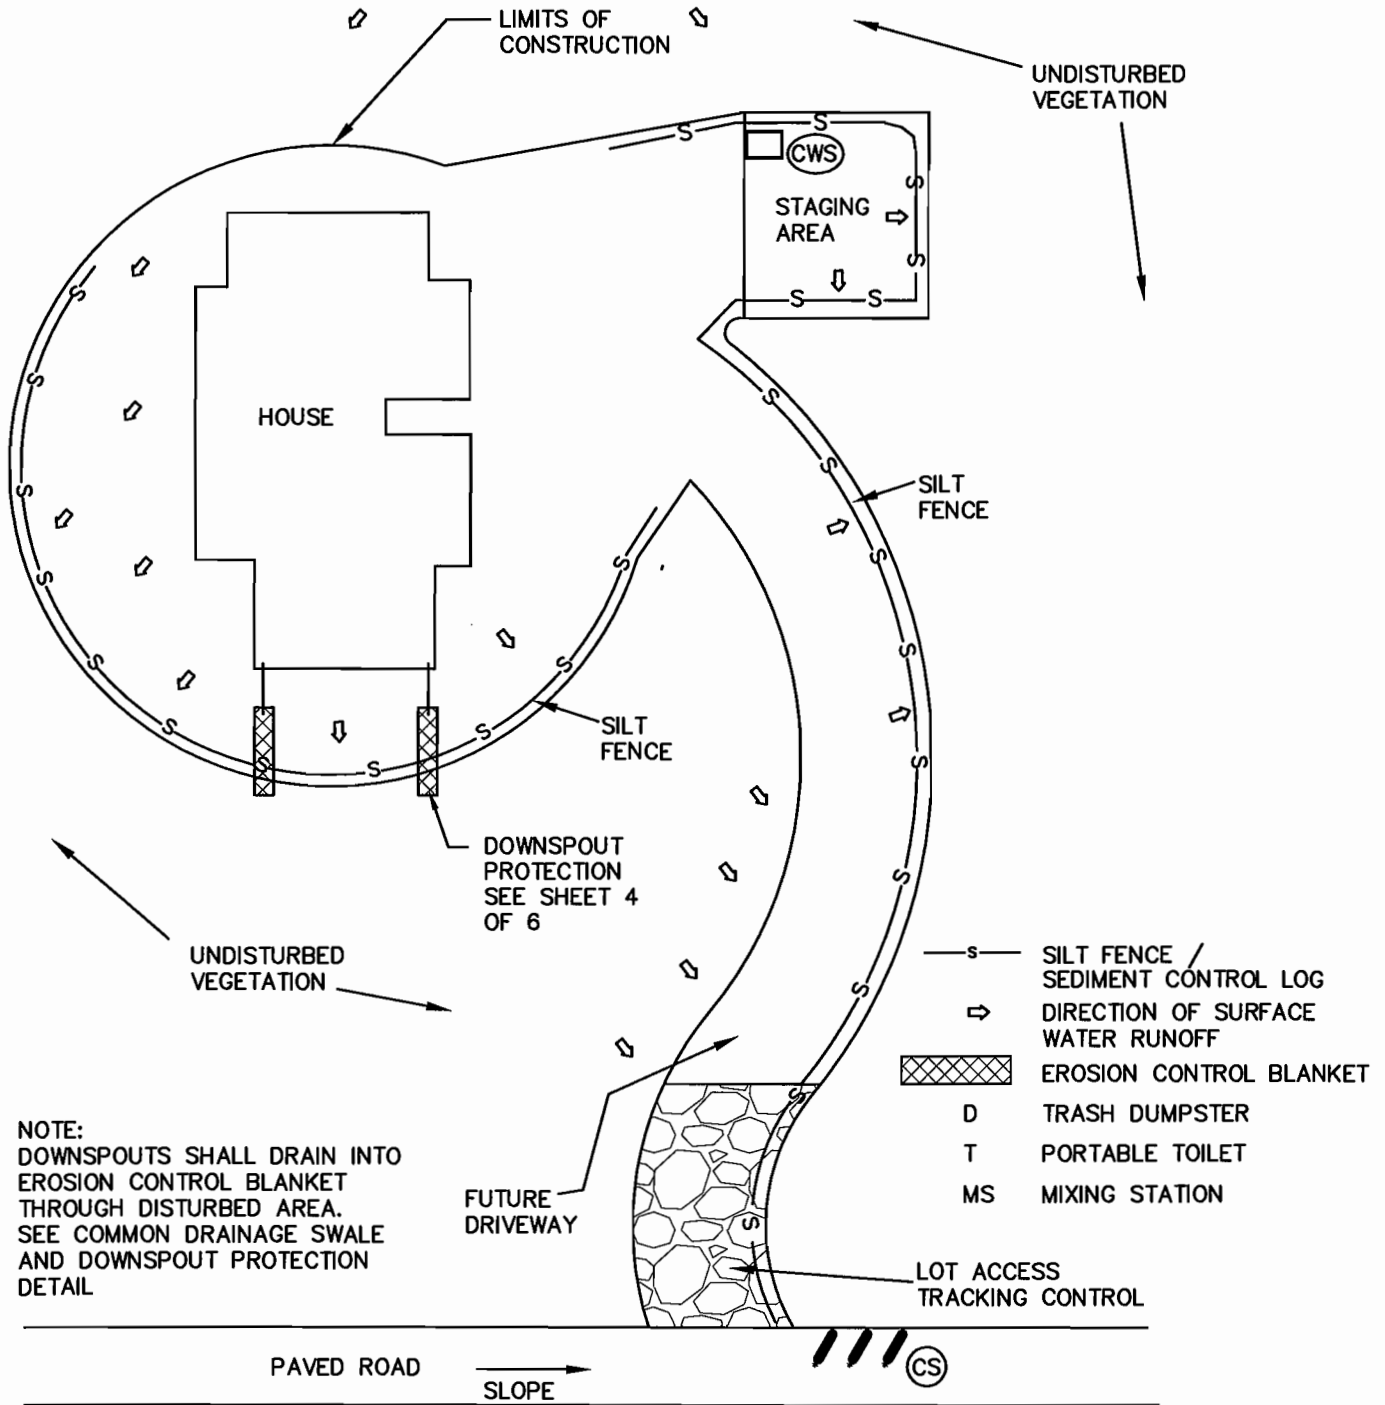 LIMITS OF
CONSTRUCTION
UNDISTURBED
VEGETATION
S
S
CWS
S
STAGING
AREA
S
S
S
S
S
S
HOUSE
S
S
SILT
FENCE
S
S
S
S
S
S
S
S
SILT
FENCE
S
S
S
S
S
DOWNSPOUT
PROTECTION
SEE SHEET 4
OF 6
S
UNDISTURBED
VEGETATION
S
S
S
S SILT FENCE /
SEDIMENT CONTROL LOG
DIRECTION OF SURFACE
WATER RUNOFF
EROSION CONTROL BLANKET
D TRASH DUMPSTER
T PORTABLE TOILET
MS MIXING STATION
NOTE:
DOWNSPOUTS SHALL DRAIN INTO
EROSION CONTROL BLANKET
THROUGH DISTURBED AREA.
SEE COMMON DRAINAGE SWALE
AND DOWNSPOUT PROTECTION
DETAIL
FUTURE
DRIVEWAY
LOT ACCESS
TRACKING CONTROL
PAVED ROAD
SLOPE
CS